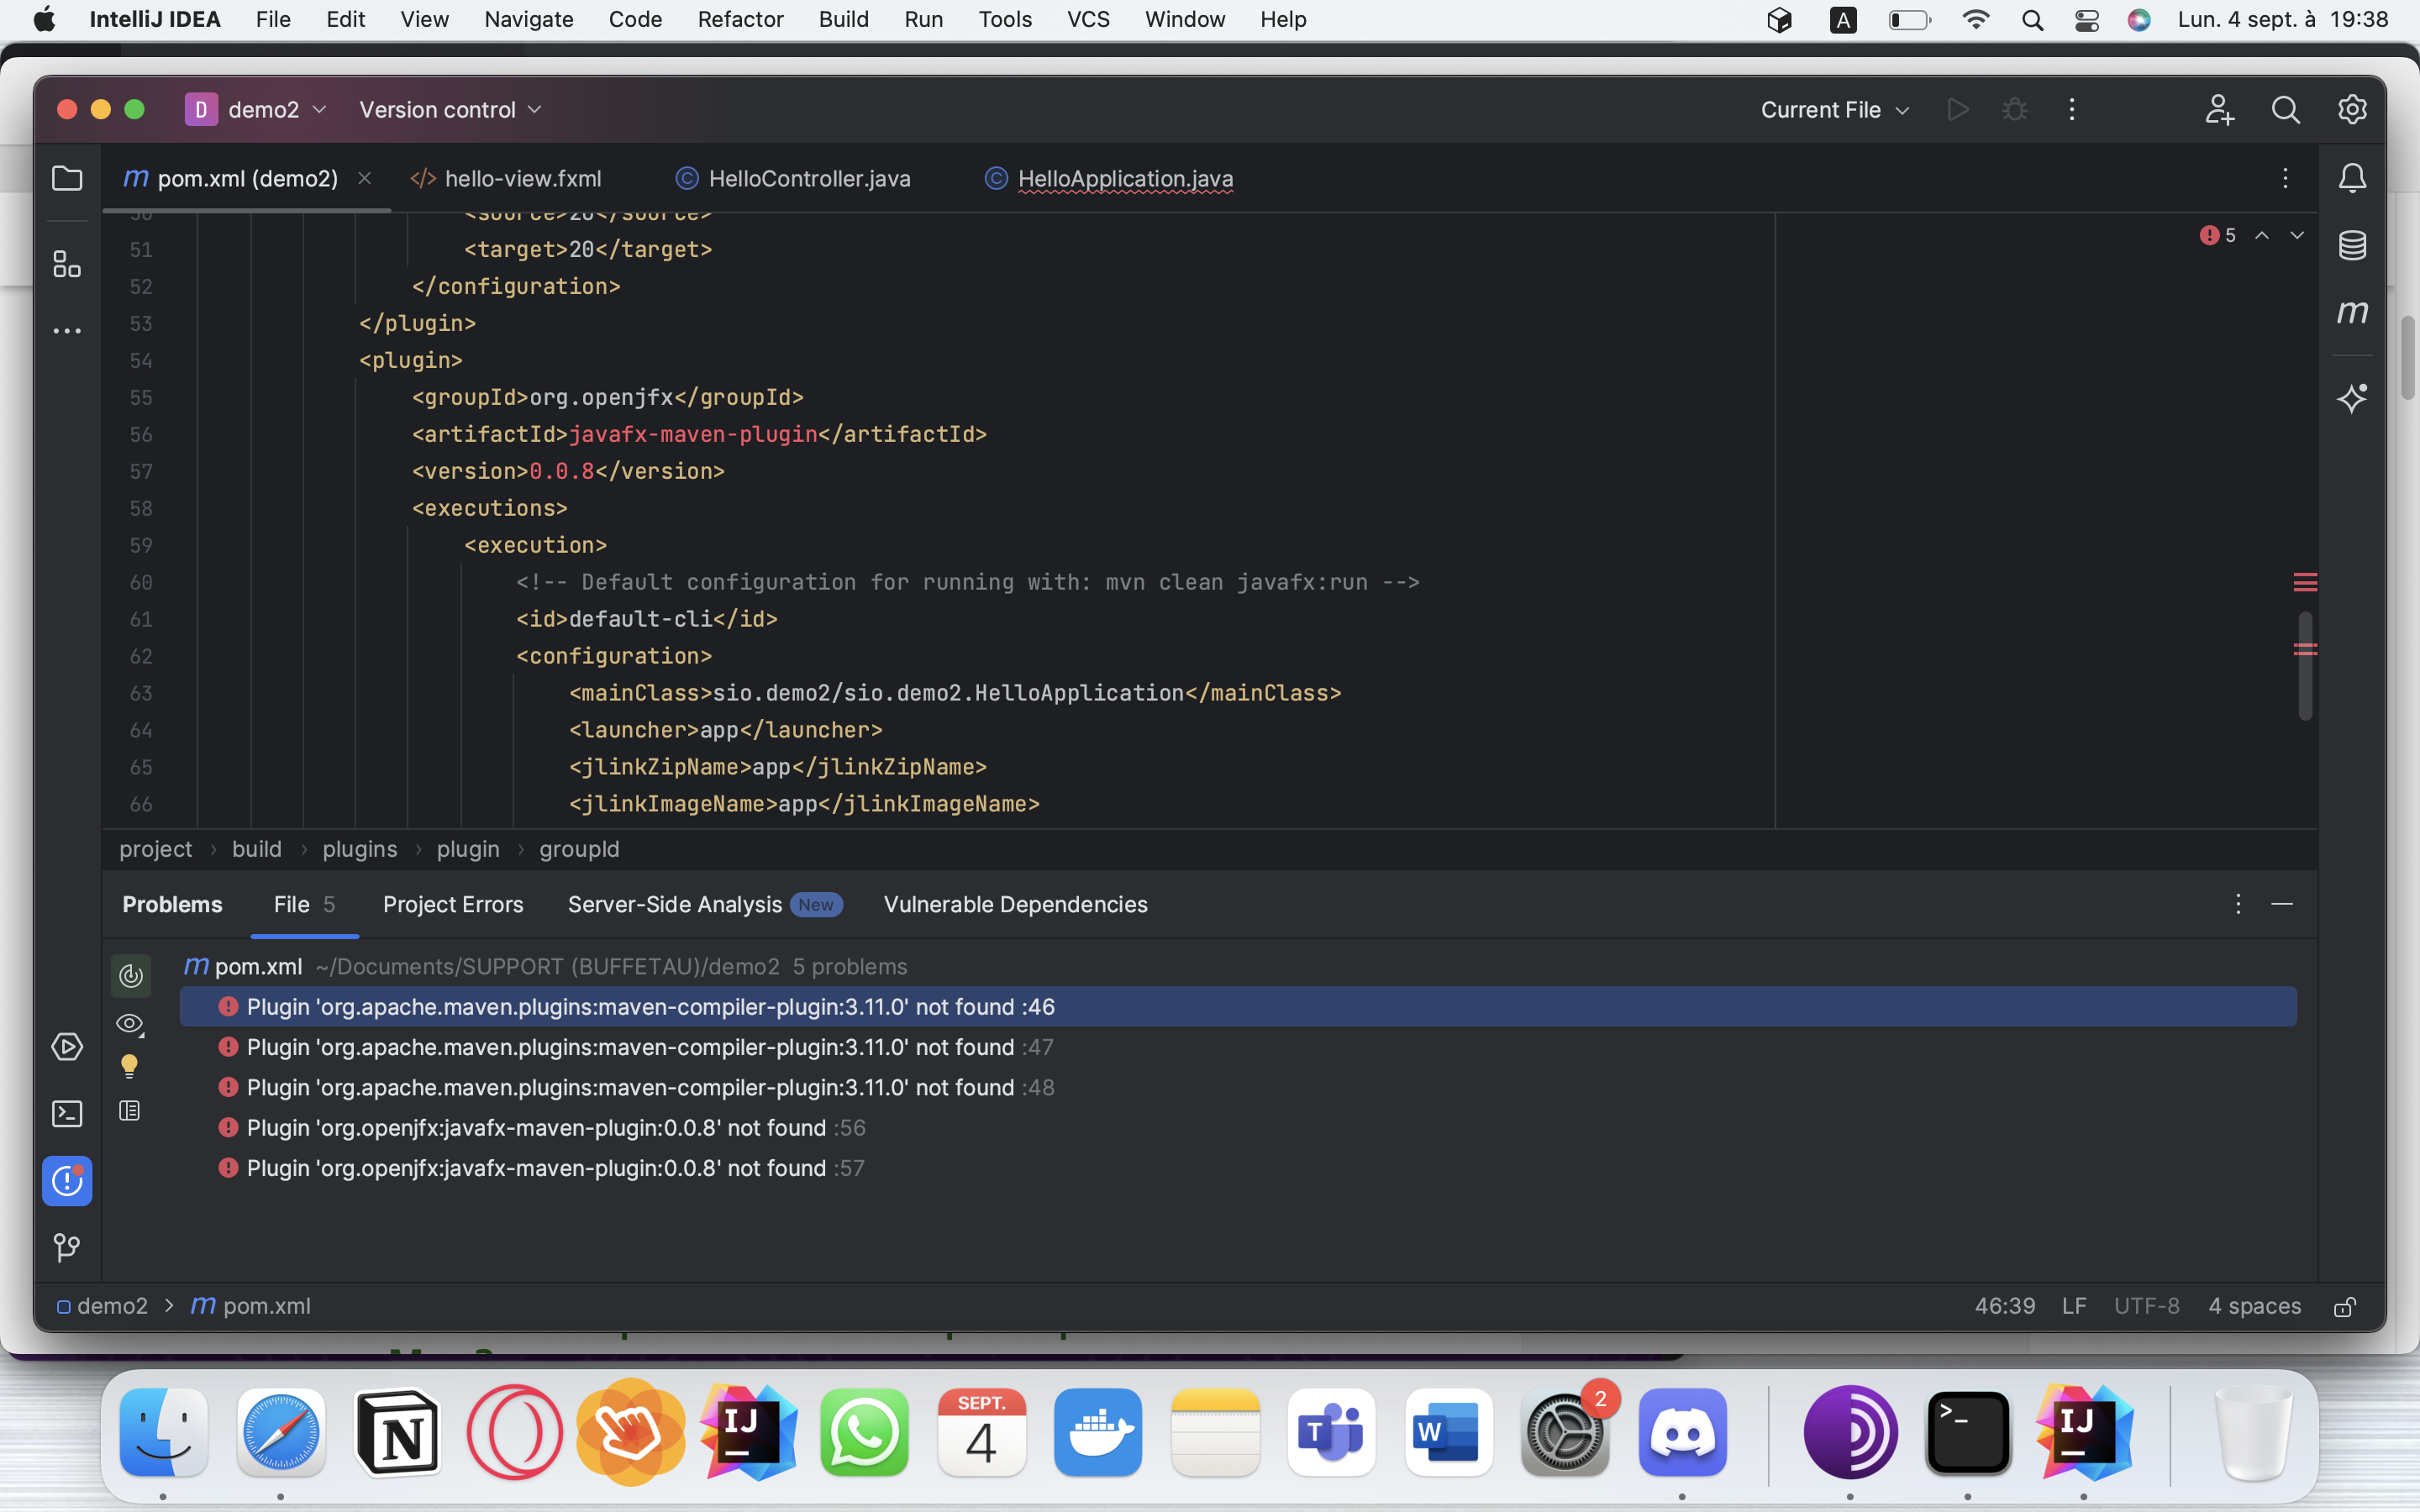 IntelliJ IDEA File Edit View Navigate Code Refactor Build Run Tools VCS Window Help A Lun. 4 sept. à 19:38
D demo2 Version control Current File
m pom.xml (demo2) </> hello-view.fxml C HelloController.java C HelloApplication.java
50 <source>20</source>
51 <target>20</target>
52 </configuration>
53 </plugin>
54 <plugin>
55 <groupId>org.openjfx</groupId>
56 <artifactId>javafx-maven-plugin</artifactId>
57 <version>0.0.8</version>
58 <executions>
59 <execution>
60 <!-- Default configuration for running with: mvn clean javafx:run -->
61 <id>default-cli</id>
62 <configuration>
63 <mainClass>sio.demo2/sio.demo2.HelloApplication</mainClass>
64 <launcher>app</launcher>
65 <jlinkZipName>app</jlinkZipName>
66 <jlinkImageName>app</jlinkImageName>
5
m
project › build › plugins › plugin › groupId
Problems File 5 Project Errors Server-Side Analysis New Vulnerable Dependencies
m pom.xml ~/Documents/SUPPORT (BUFFETAU)/demo2 5 problems
Plugin 'org.apache.maven.plugins:maven-compiler-plugin:3.11.0' not found :46
Plugin 'org.apache.maven.plugins:maven-compiler-plugin:3.11.0' not found :47
Plugin 'org.apache.maven.plugins:maven-compiler-plugin:3.11.0' not found :48
Plugin 'org.openjfx:javafx-maven-plugin:0.0.8' not found :56
Plugin 'org.openjfx:javafx-maven-plugin:0.0.8' not found :57
demo2 > m pom.xml 46:39 LF UTF-8 4 spaces
N IJ SEPT. 4 T W 2 >_ IJ